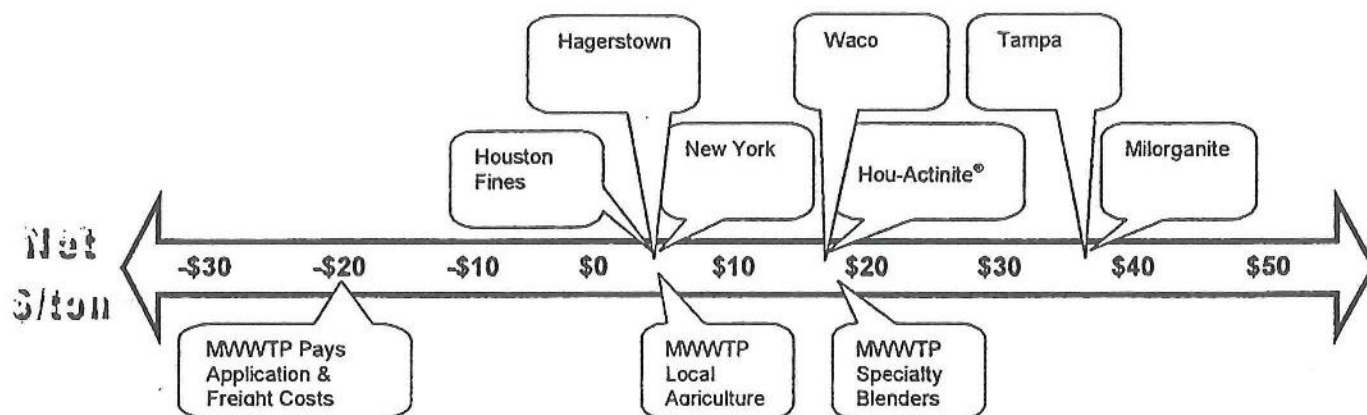 Hagerstown
Waco
Tampa
Houston
Fines
New York
Hou-Actinite®
Milorganite
Net
$/ton
-$30 -$20 -$10 $0 $10 $20 $30 $40 $50
MWWTP Pays
Application &
Freight Costs
MWWTP
Local
Agriculture
MWWTP
Specialty
Blenders